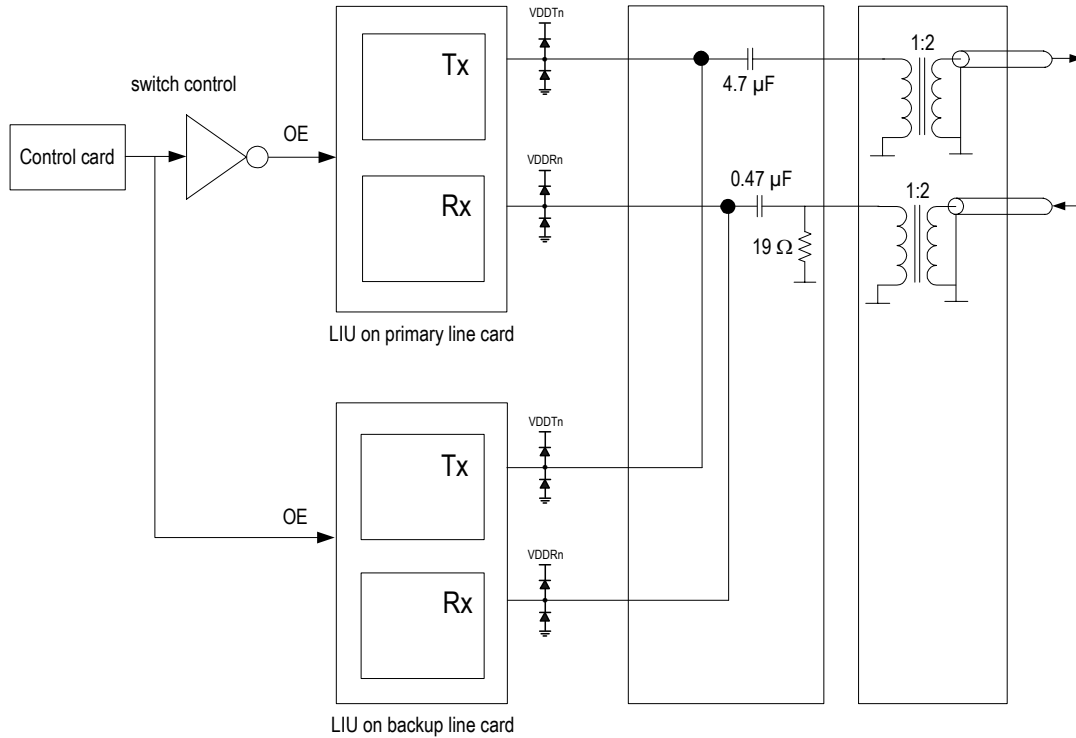 VDDTn
Tx
1:2
4.7 µF
switch control
OE
Control card
VDDRn
Rx
0.47 µF
1:2
19 Ω
LIU on primary line card
VDDTn
Tx
OE
VDDRn
Rx
LIU on backup line card